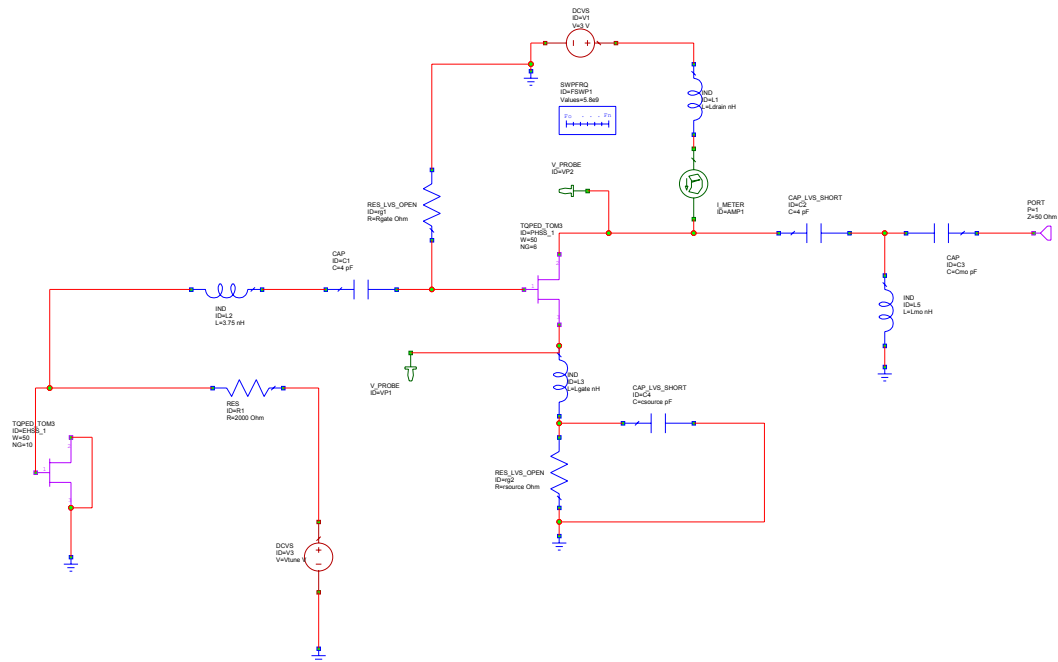 DCVS
ID=V1
V=3 V
SWPFRQ
ID=FSWP1
Values=5.8e9
Fo - - - Fn
IND
ID=L1
L=Ldrain nH
V_PROBE
ID=VP2
RES_LVS_OPEN
ID=rg1
R=Rgate Ohm
I_METER
ID=AMP1
CAP_LVS_SHORT
ID=C2
C=4 pF
PORT
P=1
Z=50 Ohm
TQPED_TOM3
ID=PHSS_1
W=50
NG=6
CAP
ID=C1
C=4 pF
CAP
ID=C3
C=Cmo pF
IND
ID=L2
L=3.75 nH
IND
ID=L5
L=Lmo nH
V_PROBE
ID=VP1
IND
ID=L3
L=Lgate nH
CAP_LVS_SHORT
ID=C4
C=csource pF
RES
ID=R1
R=2000 Ohm
TQPED_TOM3
ID=EHSS_1
W=50
NG=10
RES_LVS_OPEN
ID=rg2
R=rsource Ohm
DCVS
ID=V3
V=Vtune V